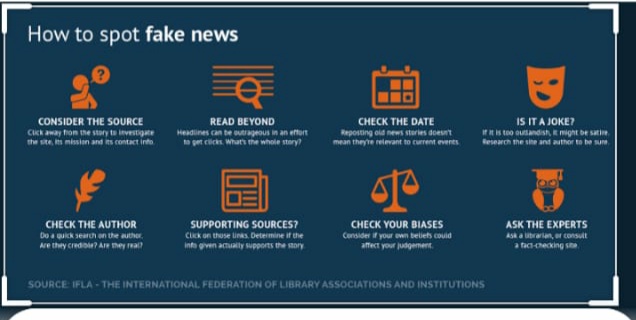 How to spot fake news
CONSIDER THE SOURCE
Click away from the story to investigate
the site, its mission and its contact info.
READ BEYOND
Headlines can be outrageous in an effort
to get clicks. What's the whole story?
CHECK THE DATE
Reposting old news stories doesn't
mean they're relevant to current events.
IS IT A JOKE?
If it is too outlandish, it might be satire.
Research the site and author to be sure.
CHECK THE AUTHOR
Do a quick search on the author.
Are they credible? Are they real?
SUPPORTING SOURCES?
Click on those links. Determine if the
info given actually supports the story.
CHECK YOUR BIASES
Consider if your own beliefs could
affect your judgement.
ASK THE EXPERTS
Ask a librarian, or consult
a fact-checking site.
SOURCE: IFLA - THE INTERNATIONAL FEDERATION OF LIBRARY ASSOCIATIONS AND INSTITUTIONS